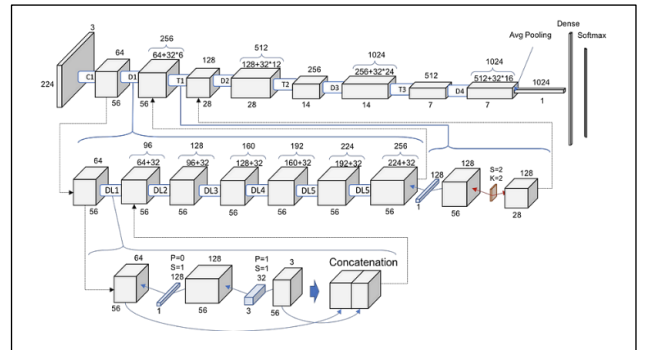 3
224
C1
64
56
D1
256
64+32*6
56
T1
128
28
D2
512
128+32*12
28
T2
256
14
D3
1024
256+32*24
14
T3
512
7
D4
1024
512+32*16
7
Avg Pooling
1024
1
Dense
Softmax
64
56
DL1
96
64+32
56
DL2
128
96+32
56
DL3
160
128+32
56
DL4
192
160+32
56
DL5
224
192+32
56
DL5
256
224+32
56
128
1
128
56
S=2
K=2
128
28
64
56
P=0
S=1
128
1
128
56
P=1
S=1
32
3
3
56
Concatenation